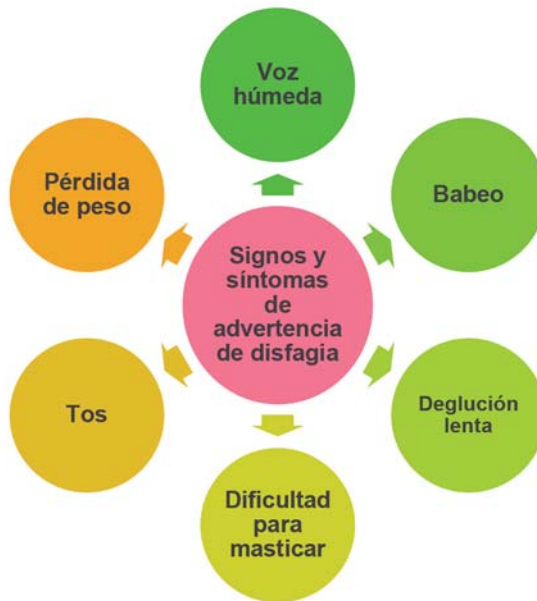 Voz
húmeda
Pérdida
de peso
Babeo
Signos y
síntomas
de
advertencia
de disfagia
Tos
Deglución
lenta
Dificultad
para
masticar